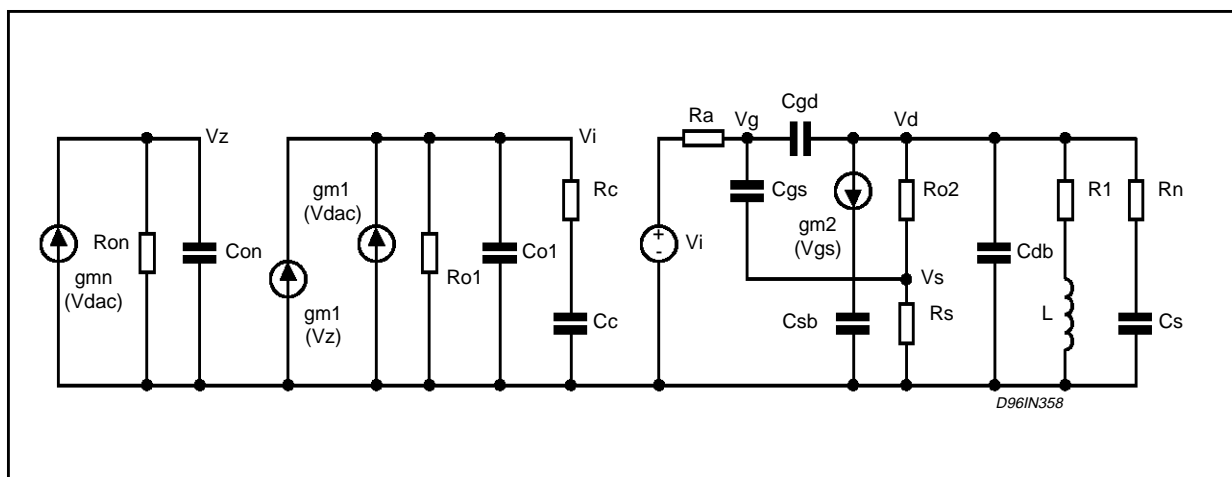 Vz
Ron
gmn
(Vdac)
Con
gm1
(Vdac)
gm1
(Vz)
Ro1
Co1
Vi
Rc
Cc
Vi
Ra
Vg
Cgd
Cgs
Vd
gm2
(Vgs)
Ro2
Vs
Csb
Rs
Cdb
R1
L
Rn
Cs
D96IN358